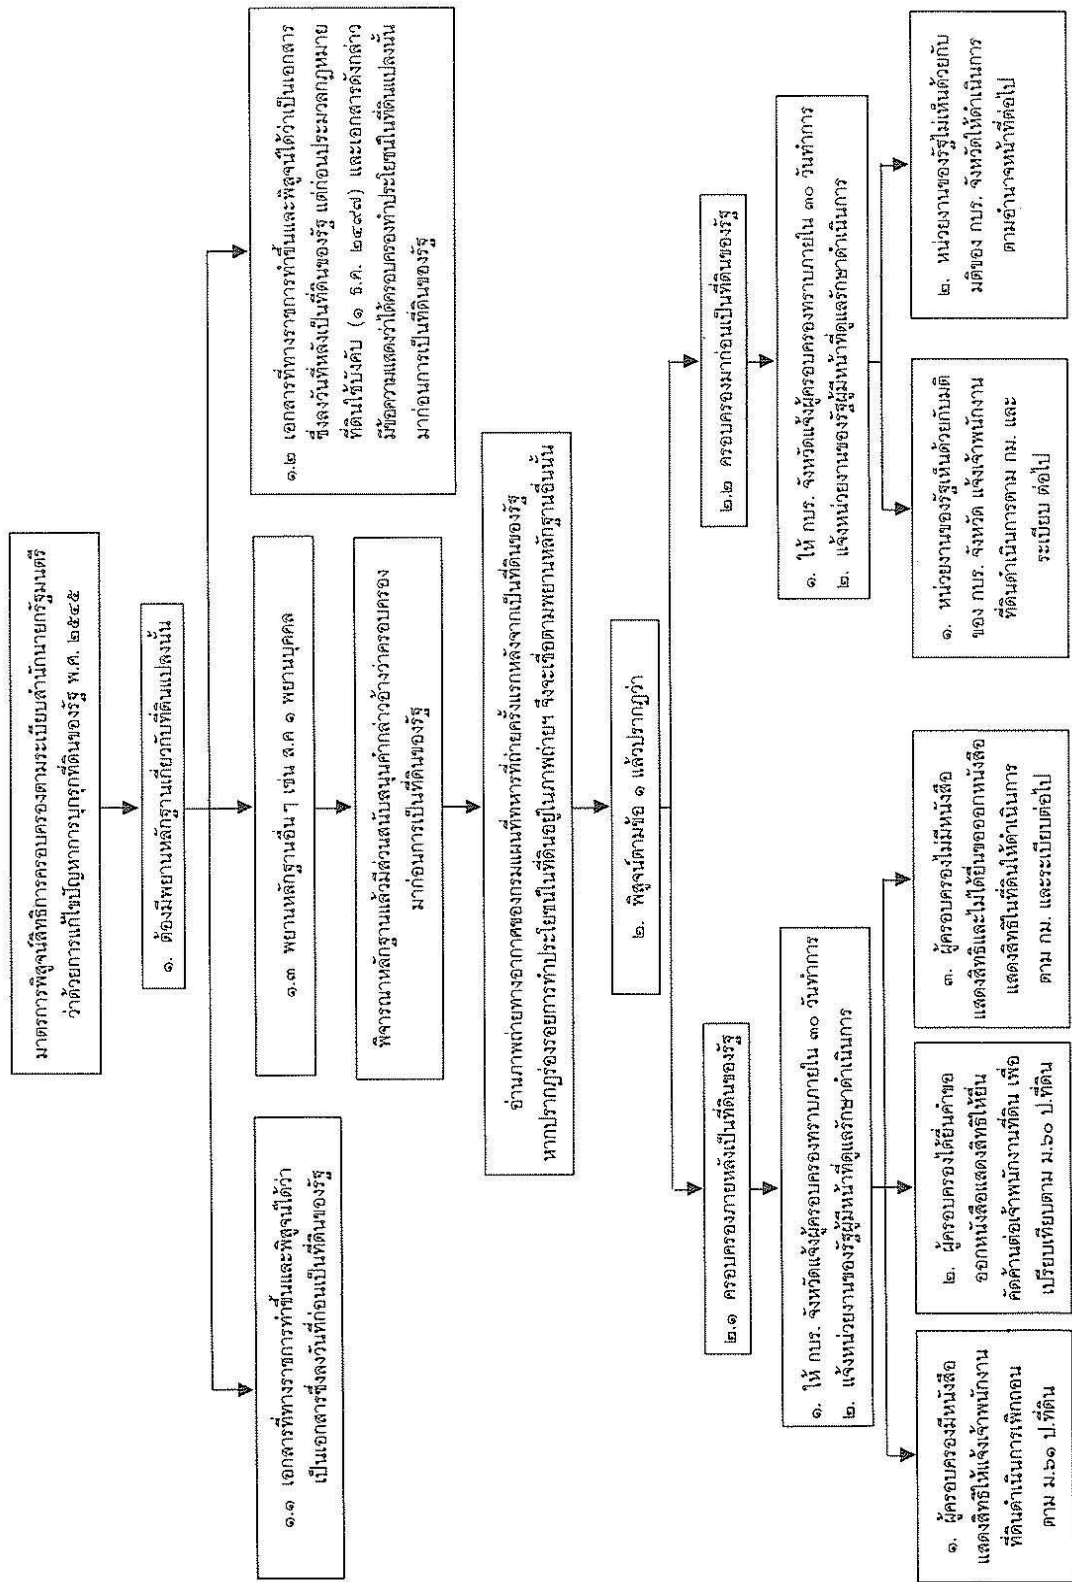 มาตรการพิสูจน์สิทธิการครอบครองตามระเบียบสำนักนายกรัฐมนตรี
ว่าด้วยการแก้ไขปัญหาการบุกรุกที่ดินของรัฐ พ.ศ. ๒๕๔๕
๑. ต้องมีพยานหลักฐานเกี่ยวกับที่ดินแปลงนั้น
๑.๑ เอกสารที่ทางราชการทำขึ้นและพิสูจน์ได้ว่า
เป็นเอกสารซึ่งลงวันที่ก่อนเป็นที่ดินของรัฐ
๑.๓ พยานหลักฐานอื่น ๆ เช่น ส.ค ๑ พยานบุคคล
๑.๒ เอกสารที่ทางราชการทำขึ้นและพิสูจน์ได้ว่าเป็นเอกสาร
ซึ่งลงวันที่หลังเป็นที่ดินของรัฐ แต่ก่อนประมวลกฎหมาย
ที่ดินใช้บังคับ (๑ ธ.ค. ๒๔๙๗) และเอกสารดังกล่าว
มีข้อความแสดงว่าได้ครอบครองทำประโยชน์ในที่ดินแปลงนั้น
มาก่อนการเป็นที่ดินของรัฐ
พิจารณาหลักฐานแล้วมีส่วนสนับสนุนคำกล่าวอ้างว่าครอบครอง
มาก่อนการเป็นที่ดินของรัฐ
อ่านภาพถ่ายทางอากาศของกรมแผนที่ทหารที่ถ่ายครั้งแรกหลังจากเป็นที่ดินของรัฐ
หากปรากฏร่องรอยการทำประโยชน์ในที่ดินอยู่ในภาพถ่ายฯ จึงจะเชื่อตามพยานหลักฐานอื่นนั้น
๒. พิสูจน์ตามข้อ ๑ แล้วปรากฏว่า
๒.๑ ครอบครองภายหลังเป็นที่ดินของรัฐ
๒.๒ ครอบครองมาก่อนเป็นที่ดินของรัฐ
๑. ให้ กบร. จังหวัดแจ้งผู้ครอบครองทราบภายใน ๓๐ วันทำการ
๒. แจ้งหน่วยงานของรัฐผู้มีหน้าที่ดูแลรักษาดำเนินการ
๑. ให้ กบร. จังหวัดแจ้งผู้ครอบครองทราบภายใน ๓๐ วันทำการ
๒. แจ้งหน่วยงานของรัฐผู้มีหน้าที่ดูแลรักษาดำเนินการ
๑. ผู้ครอบครองมีหนังสือ
แสดงสิทธิให้แจ้งเจ้าพนักงาน
ที่ดินดำเนินการเพิกถอน
ตาม ม.๖๑ ป.ที่ดิน
๒. ผู้ครอบครองได้ยื่นคำขอ
ออกหนังสือแสดงสิทธิให้ยื่น
คัดค้านต่อเจ้าพนักงานที่ดิน เพื่อ
เปรียบเทียบตาม ม.๖๐ ป.ที่ดิน
๓. ผู้ครอบครองไม่มีหนังสือ
แสดงสิทธิและไม่ได้ยื่นขอออกหนังสือ
แสดงสิทธิในที่ดินให้ดำเนินการ
ตาม กม. และระเบียบต่อไป
๑. หน่วยงานของรัฐเห็นด้วยกับมติ
ของ กบร. จังหวัด แจ้งเจ้าพนักงาน
ที่ดินดำเนินการตาม กม. และ
ระเบียบ ต่อไป
๒. หน่วยงานของรัฐไม่เห็นด้วยกับ
มติของ กบร. จังหวัดให้ดำเนินการ
ตามอำนาจหน้าที่ต่อไป